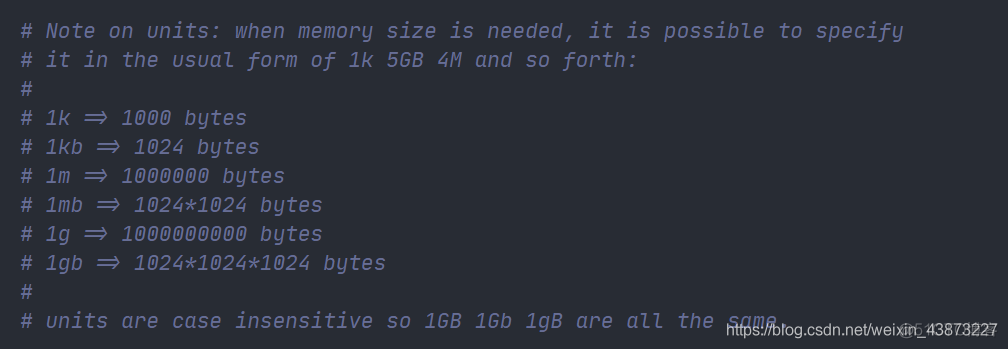 # Note on units: when memory size is needed, it is possible to specify
# it in the usual form of 1k 5GB 4M and so forth:
#
# 1k => 1000 bytes
# 1kb => 1024 bytes
# 1m => 1000000 bytes
# 1mb => 1024*1024 bytes
# 1g => 1000000000 bytes
# 1gb => 1024*1024*1024 bytes
#
# units are case insensitive so 1GB 1Gb 1gB are all the same.
https://blog.csdn.net/weixin_43873227